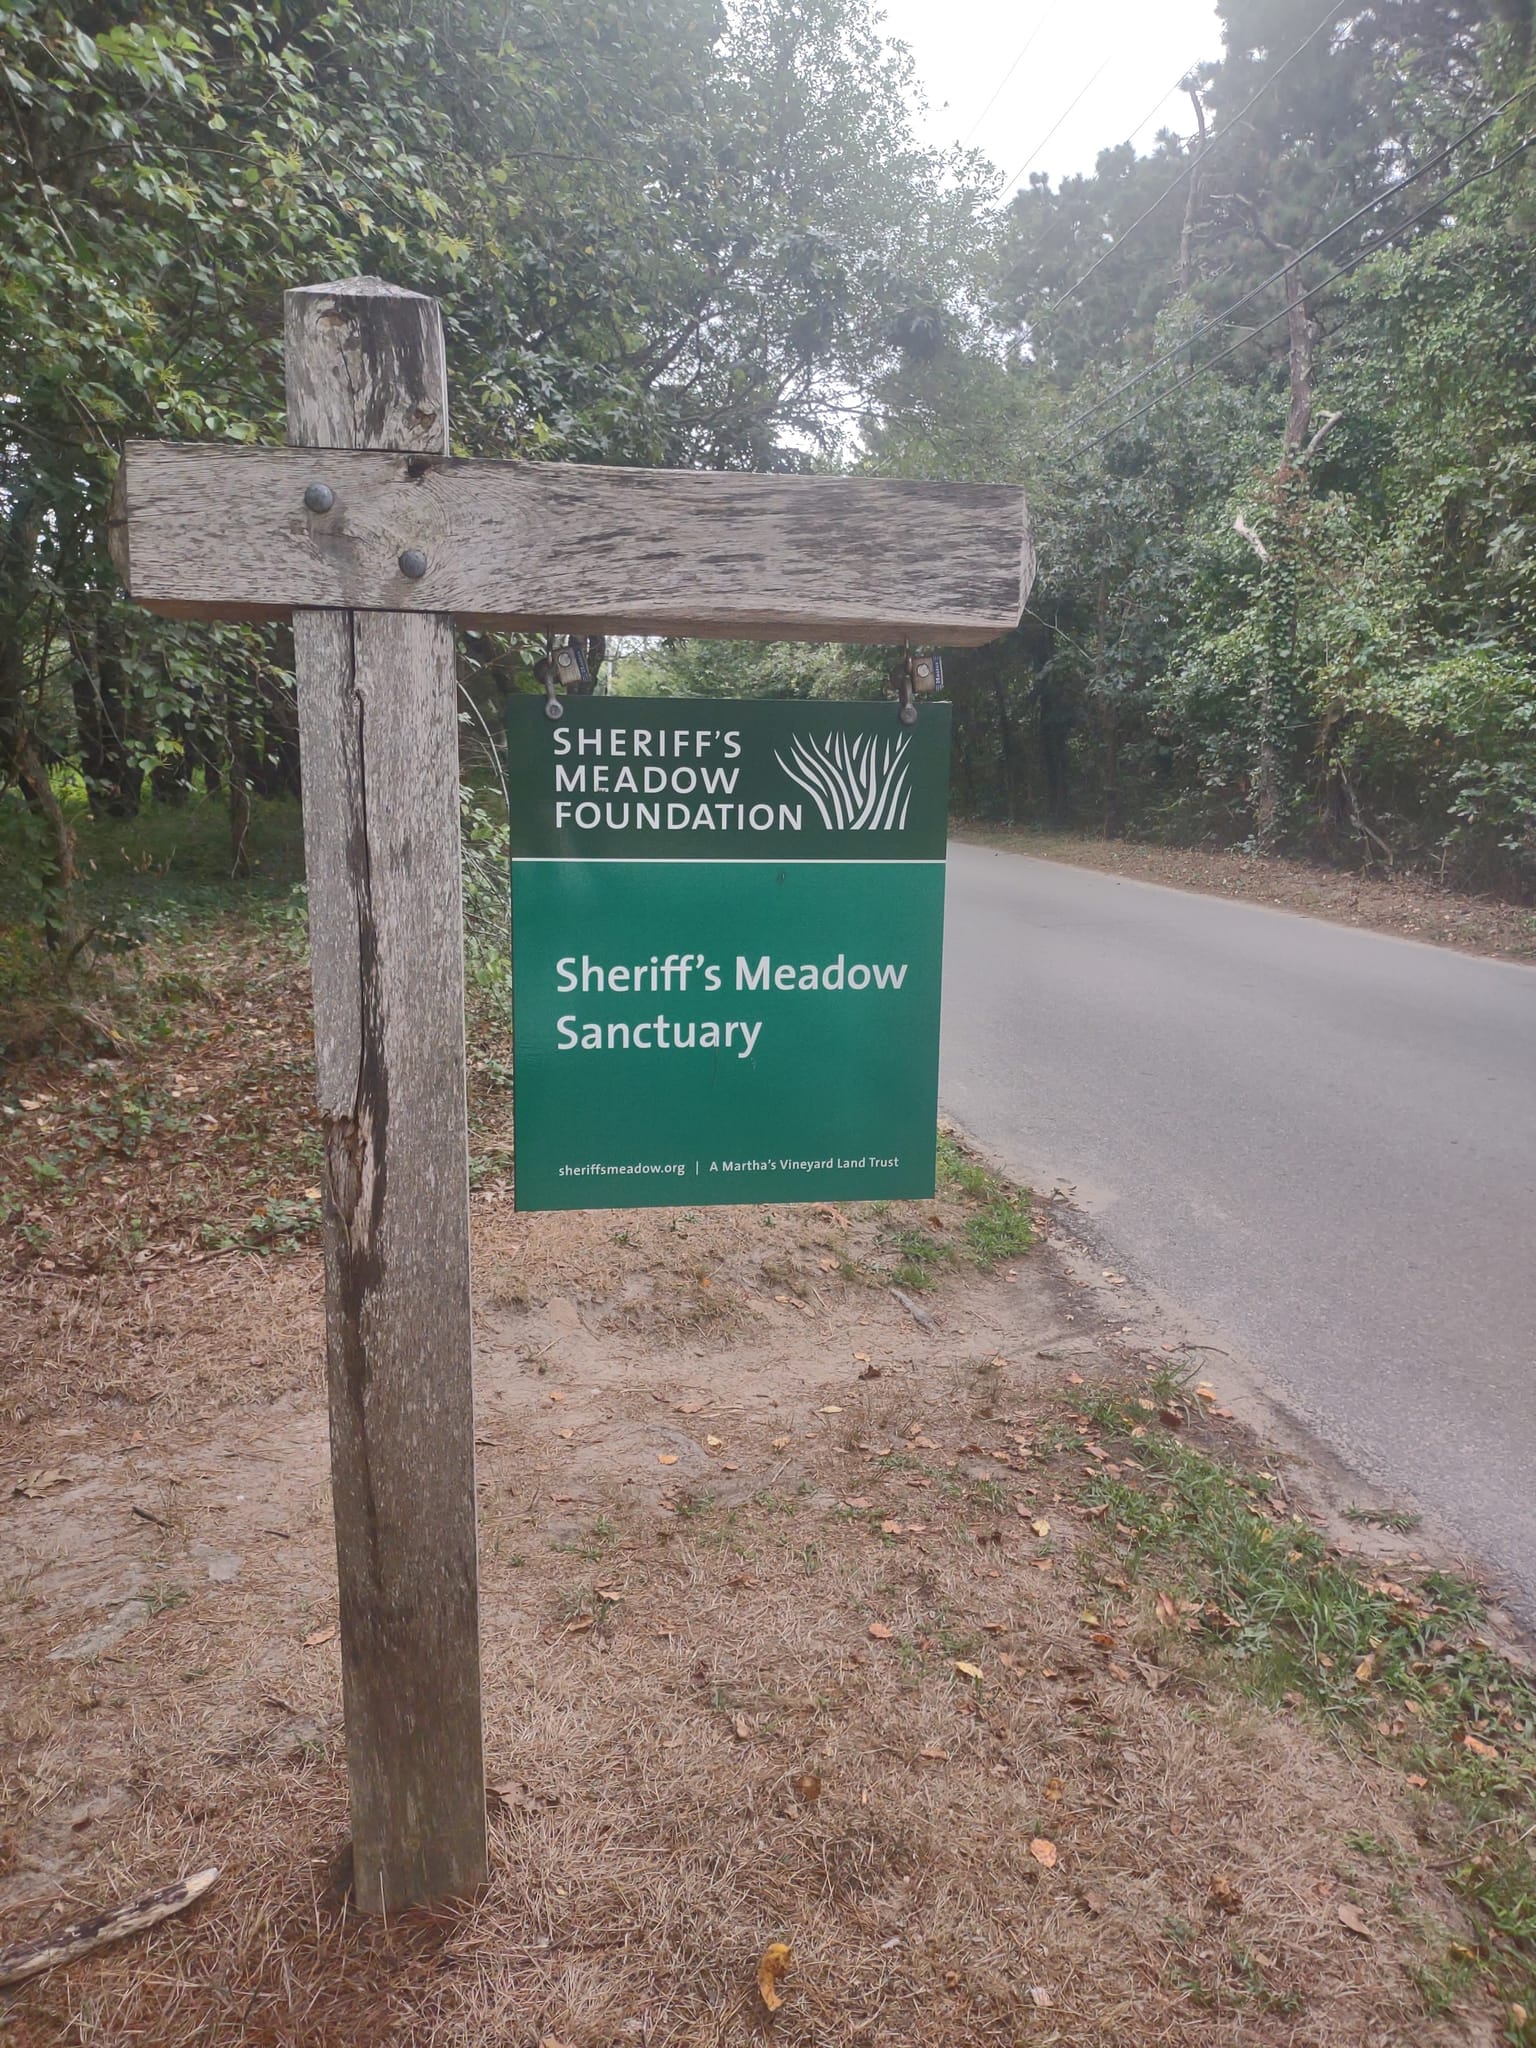 SHERIFF'S
MEADOW
FOUNDATION
Sheriff's Meadow
Sanctuary
sheriffsmeadow.org | A Martha's Vineyard Land Trust